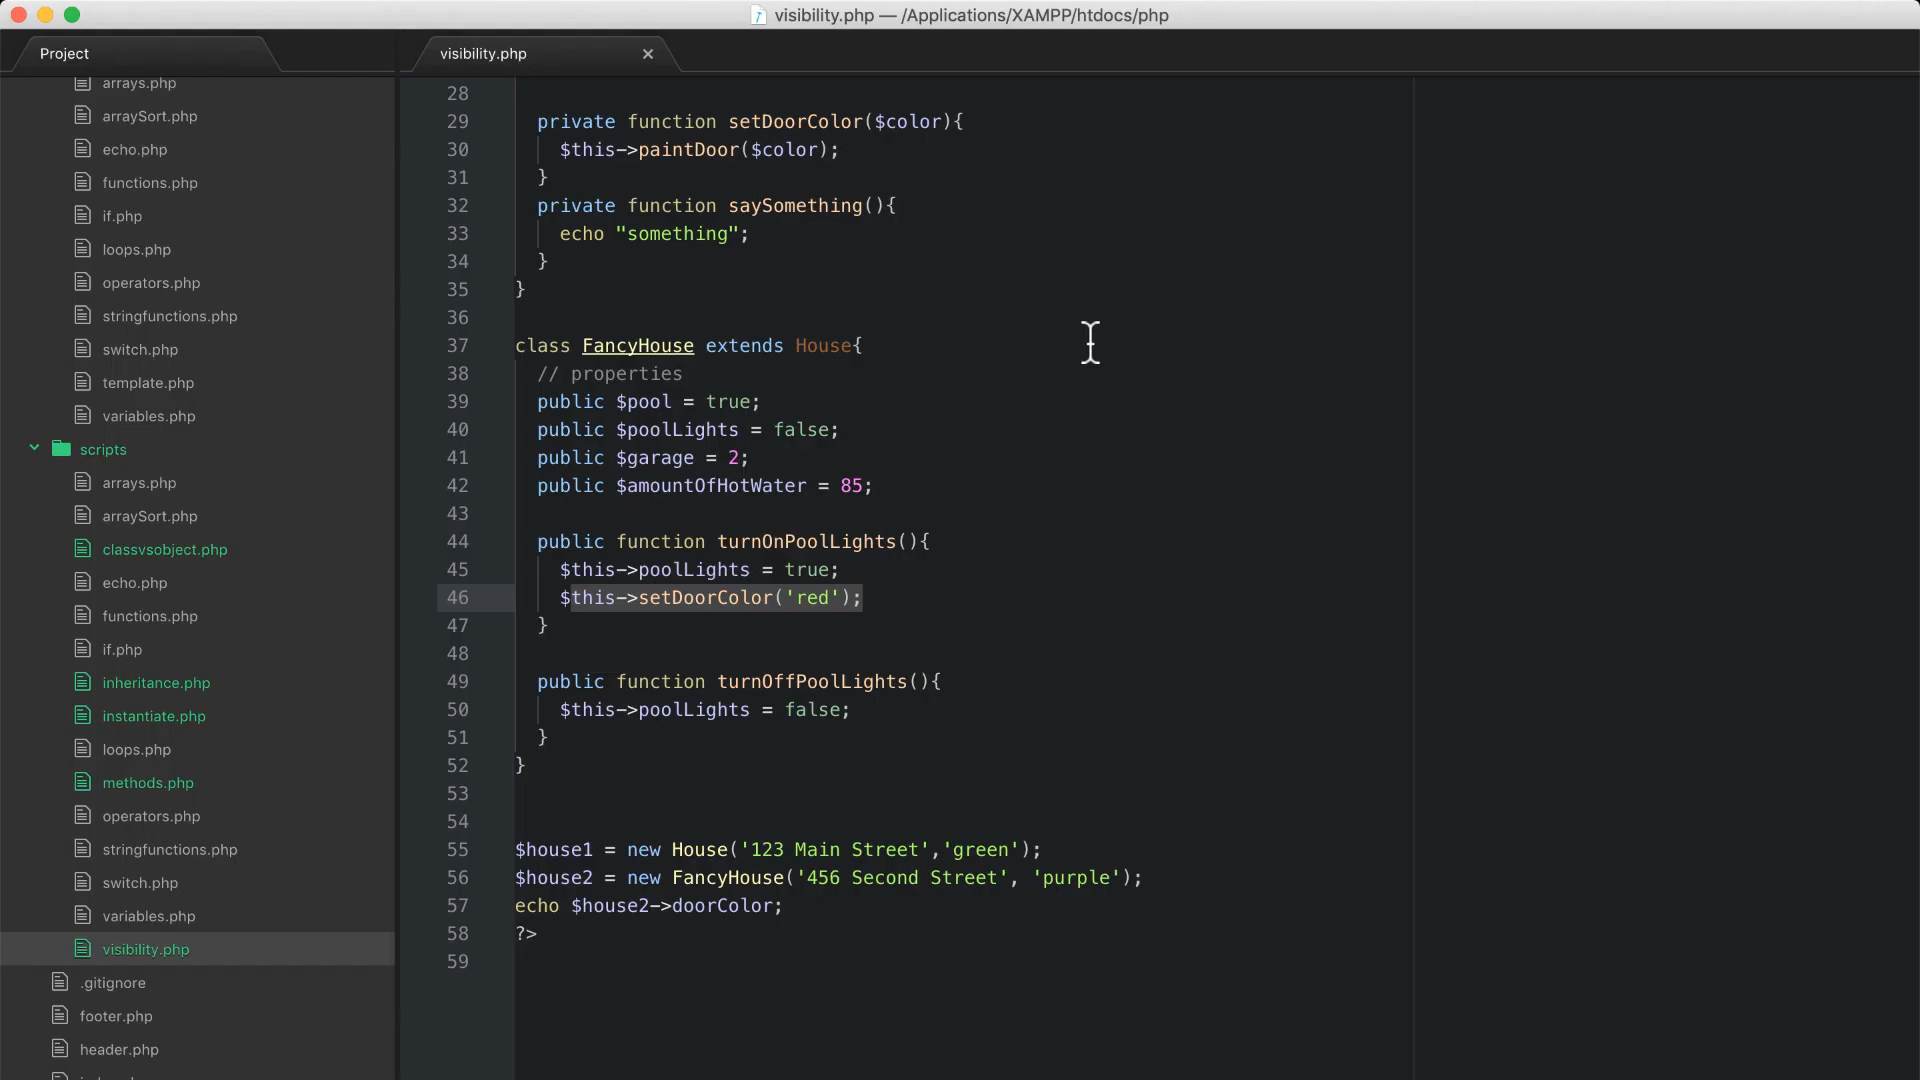 visibility.php — /Applications/XAMPP/htdocs/php
Project
visibility.php
arrays.php
arraySort.php
echo.php
functions.php
if.php
loops.php
operators.php
stringfunctions.php
switch.php
template.php
variables.php
scripts
arrays.php
arraySort.php
classvsobject.php
echo.php
functions.php
if.php
inheritance.php
instantiate.php
loops.php
methods.php
operators.php
stringfunctions.php
switch.php
variables.php
visibility.php
.gitignore
footer.php
header.php
28
29 private function setDoorColor($color){
30 $this->paintDoor($color);
31 }
32 private function saySomething(){
33 echo "something";
34 }
35 }
36
37 class FancyHouse extends House{
38 // properties
39 public $pool = true;
40 public $poolLights = false;
41 public $garage = 2;
42 public $amountOfHotWater = 85;
43
44 public function turnOnPoolLights(){
45 $this->poolLights = true;
46 $this->setDoorColor('red');
47 }
48
49 public function turnOffPoolLights(){
50 $this->poolLights = false;
51 }
52 }
53
54
55 $house1 = new House('123 Main Street','green');
56 $house2 = new FancyHouse('456 Second Street', 'purple');
57 echo $house2->doorColor;
58 ?>
59